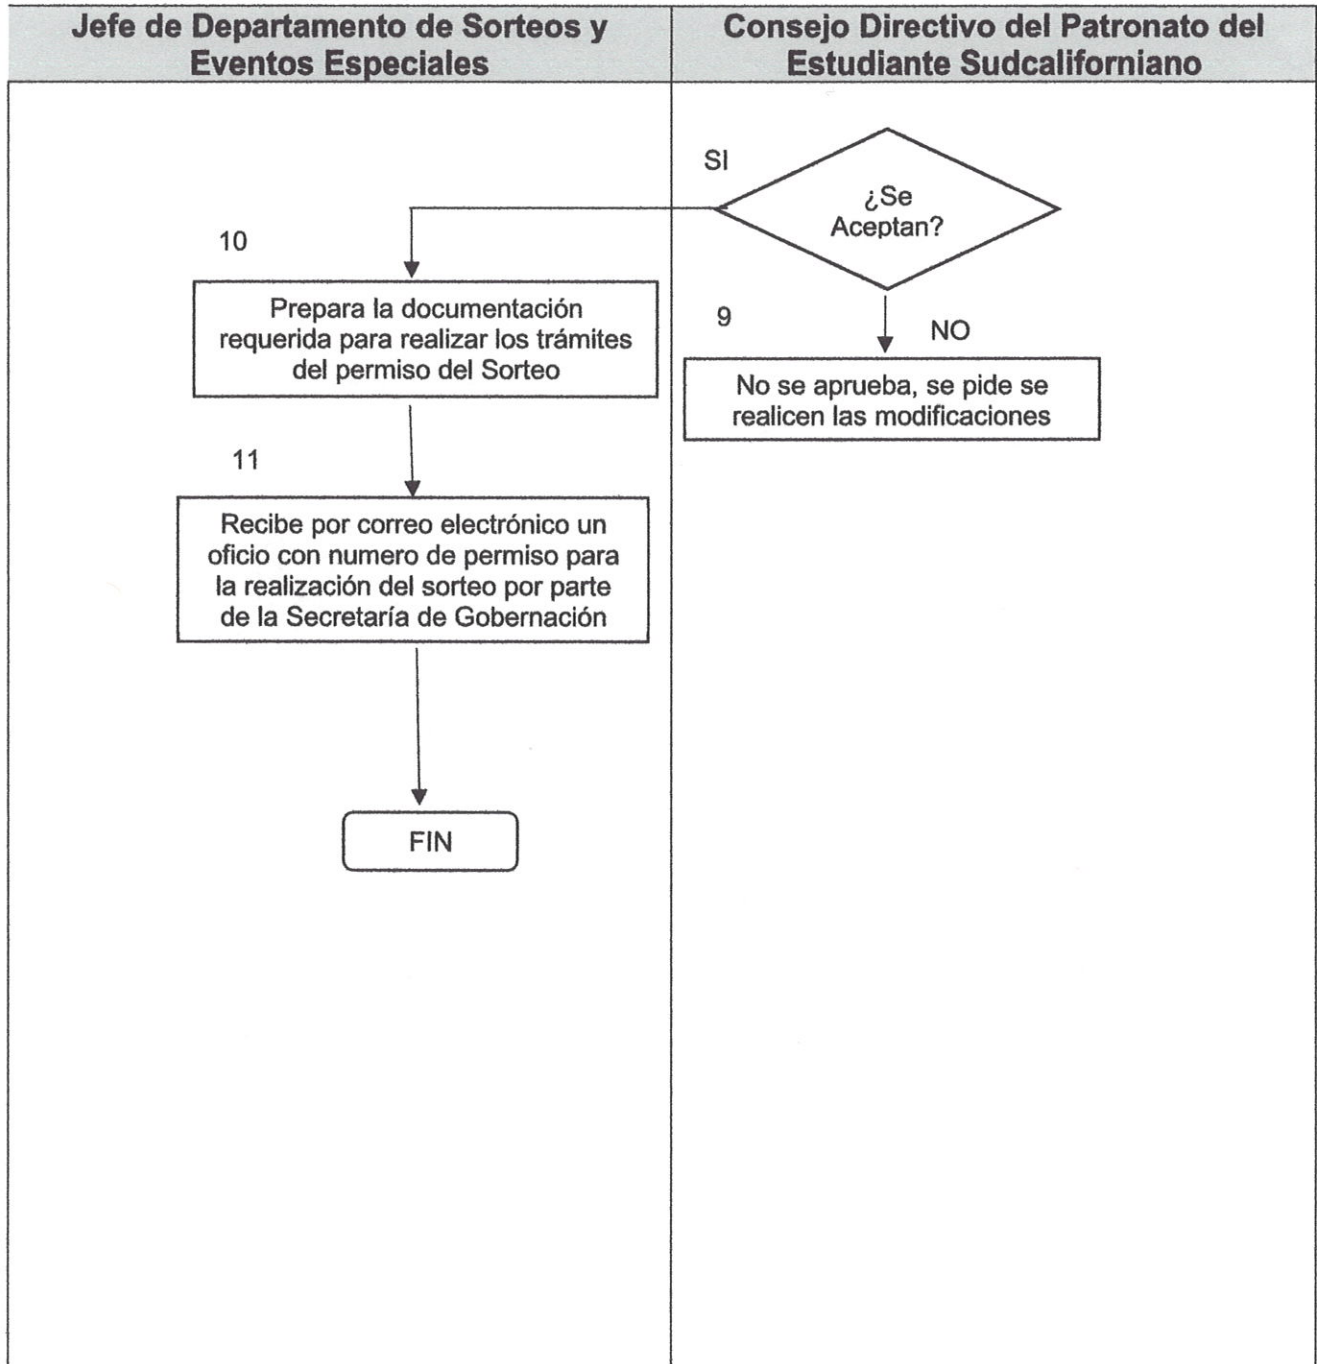 Jefe de Departamento de Sorteos y
Eventos Especiales
Consejo Directivo del Patronato del
Estudiante Sudcaliforniano
¿Se
Aceptan?
SI
10
Prepara la documentación
requerida para realizar los trámites
del permiso del Sorteo
9
NO
No se aprueba, se pide se
realicen las modificaciones
11
Recibe por correo electrónico un
oficio con numero de permiso para
la realización del sorteo por parte
de la Secretaría de Gobernación
FIN